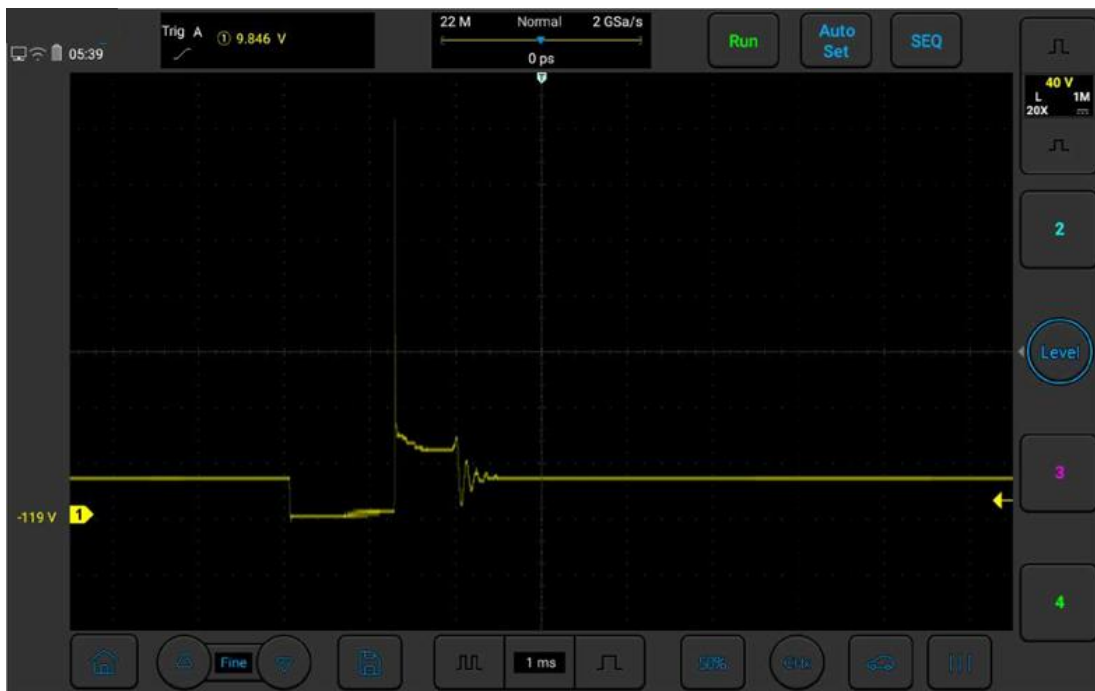 05:39
Trig A ① 9.846 V
22 M Normal 2 GSa/s
0 ps
Run
Auto
Set
SEQ
T
40 V
L 1M
20X
2
Level
3
-119 V 1
4
Fine
1 ms
50%